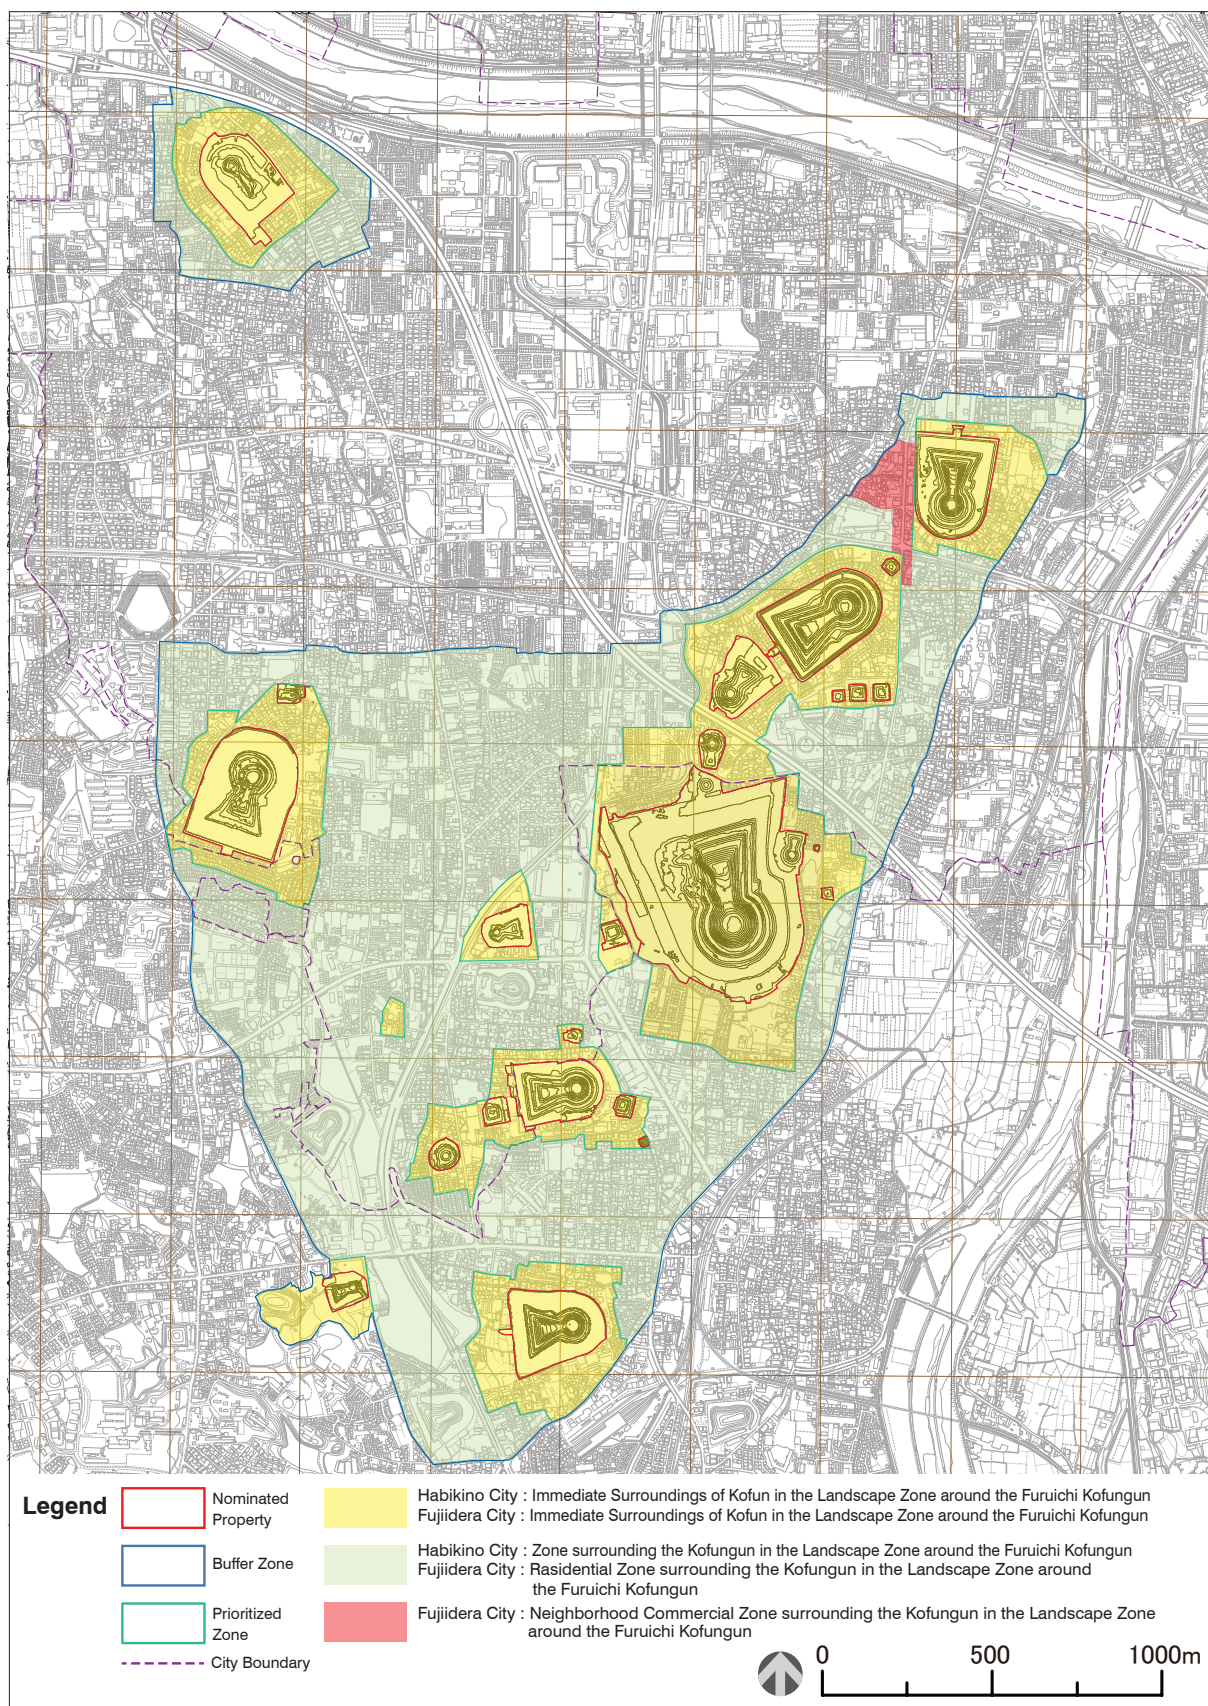 Legend
Nominated
Property
Buffer Zone
Prioritized
Zone
City Boundary
Habikino City : Immediate Surroundings of Kofun in the Landscape Zone around the Furuichi Kofungun
Fujiidera City : Immediate Surroundings of Kofun in the Landscape Zone around the Furuichi Kofungun
Habikino City : Zone surrounding the Kofungun in the Landscape Zone around the Furuichi Kofungun
Fujiidera City : Rasidential Zone surrounding the Kofungun in the Landscape Zone around
the Furuichi Kofungun
Fujiidera City : Neighborhood Commercial Zone surrounding the Kofungun in the Landscape Zone
around the Furuichi Kofungun
0 500 1000m